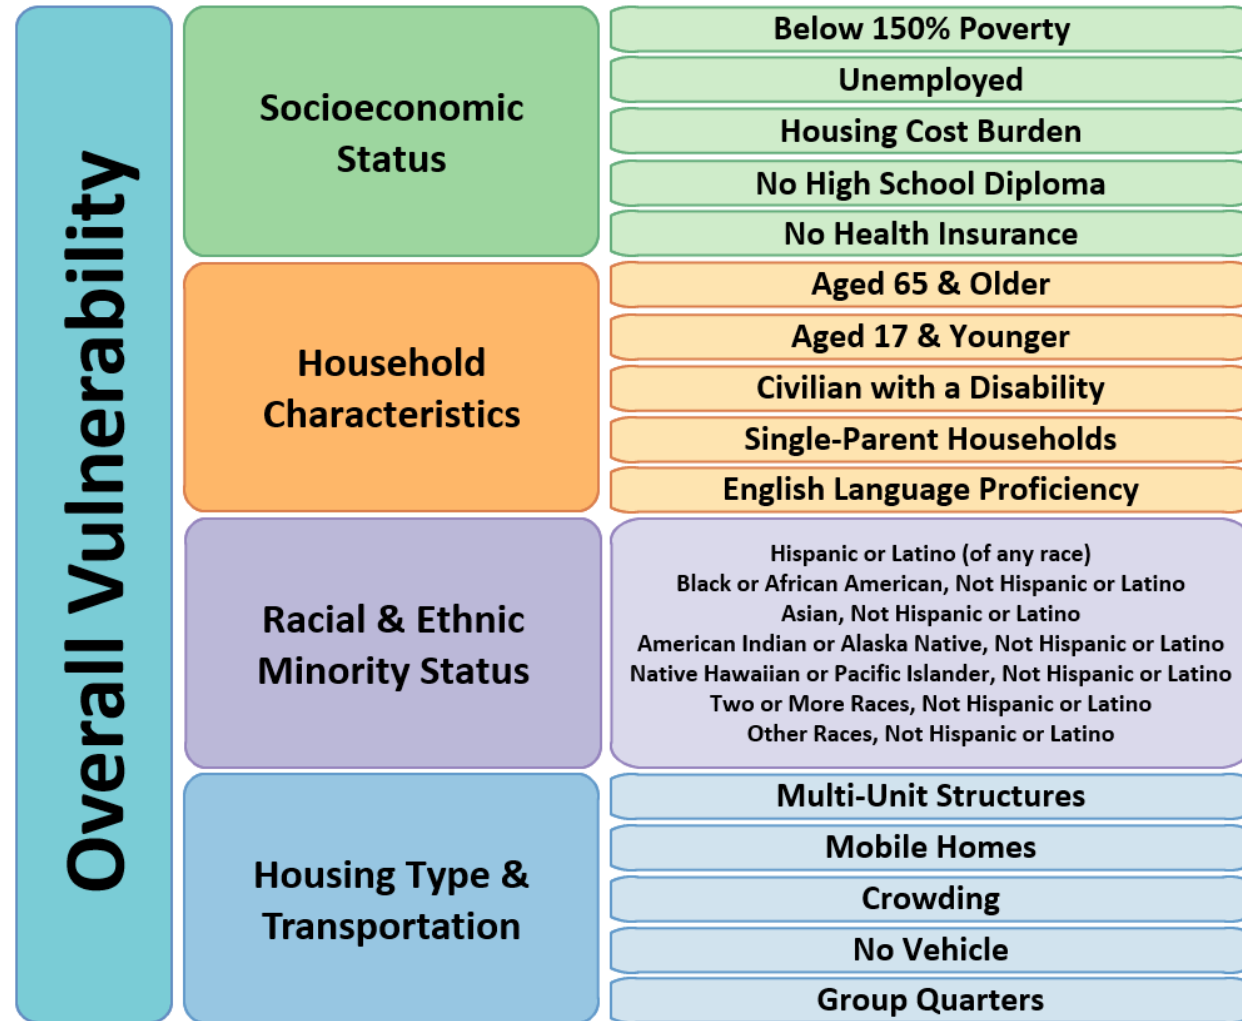 Overall Vulnerability
Socioeconomic
Status
Below 150% Poverty
Unemployed
Housing Cost Burden
No High School Diploma
No Health Insurance
Household
Characteristics
Aged 65 & Older
Aged 17 & Younger
Civilian with a Disability
Single-Parent Households
English Language Proficiency
Racial & Ethnic
Minority Status
Hispanic or Latino (of any race)
Black or African American, Not Hispanic or Latino
Asian, Not Hispanic or Latino
American Indian or Alaska Native, Not Hispanic or Latino
Native Hawaiian or Pacific Islander, Not Hispanic or Latino
Two or More Races, Not Hispanic or Latino
Other Races, Not Hispanic or Latino
Housing Type &
Transportation
Multi-Unit Structures
Mobile Homes
Crowding
No Vehicle
Group Quarters